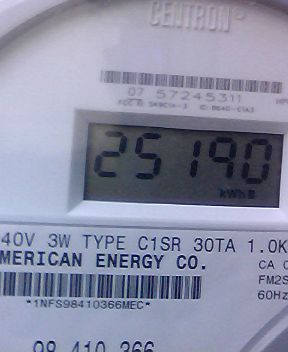 CENTRON®
07 57245311
25190
kWh
40V 3W TYPE C1SR 30TA 1.0K
MERICAN ENERGY CO.
CA 0
FM2S
60Hz
*1NFS98410366MEC*
98 410 366